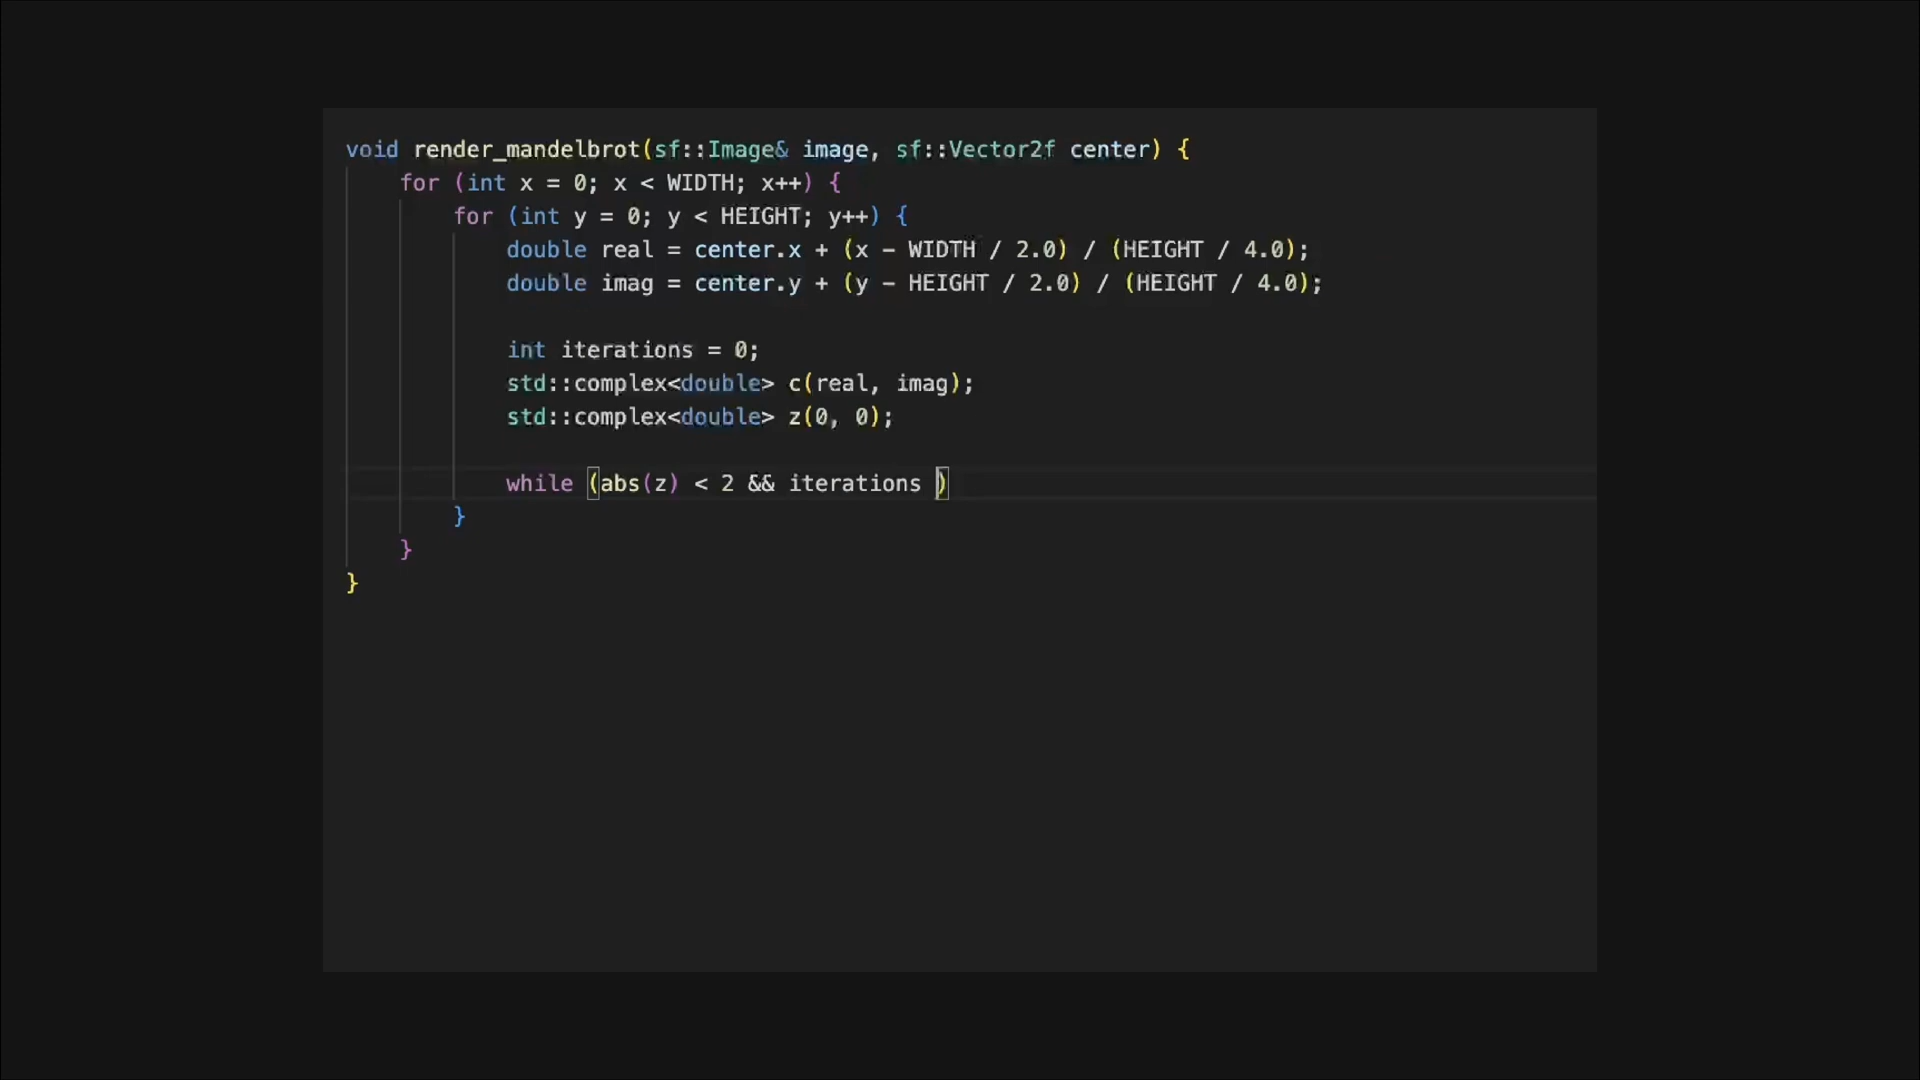 void render_mandelbrot(sf::Image& image, sf::Vector2f center) {
for (int x = 0; x < WIDTH; x++) {
for (int y = 0; y < HEIGHT; y++) {
double real = center.x + (x - WIDTH / 2.0) / (HEIGHT / 4.0);
double imag = center.y + (y - HEIGHT / 2.0) / (HEIGHT / 4.0);
int iterations = 0;
std::complex<double> c(real, imag);
std::complex<double> z(0, 0);
while (abs(z) < 2 && iterations )
}
}
}